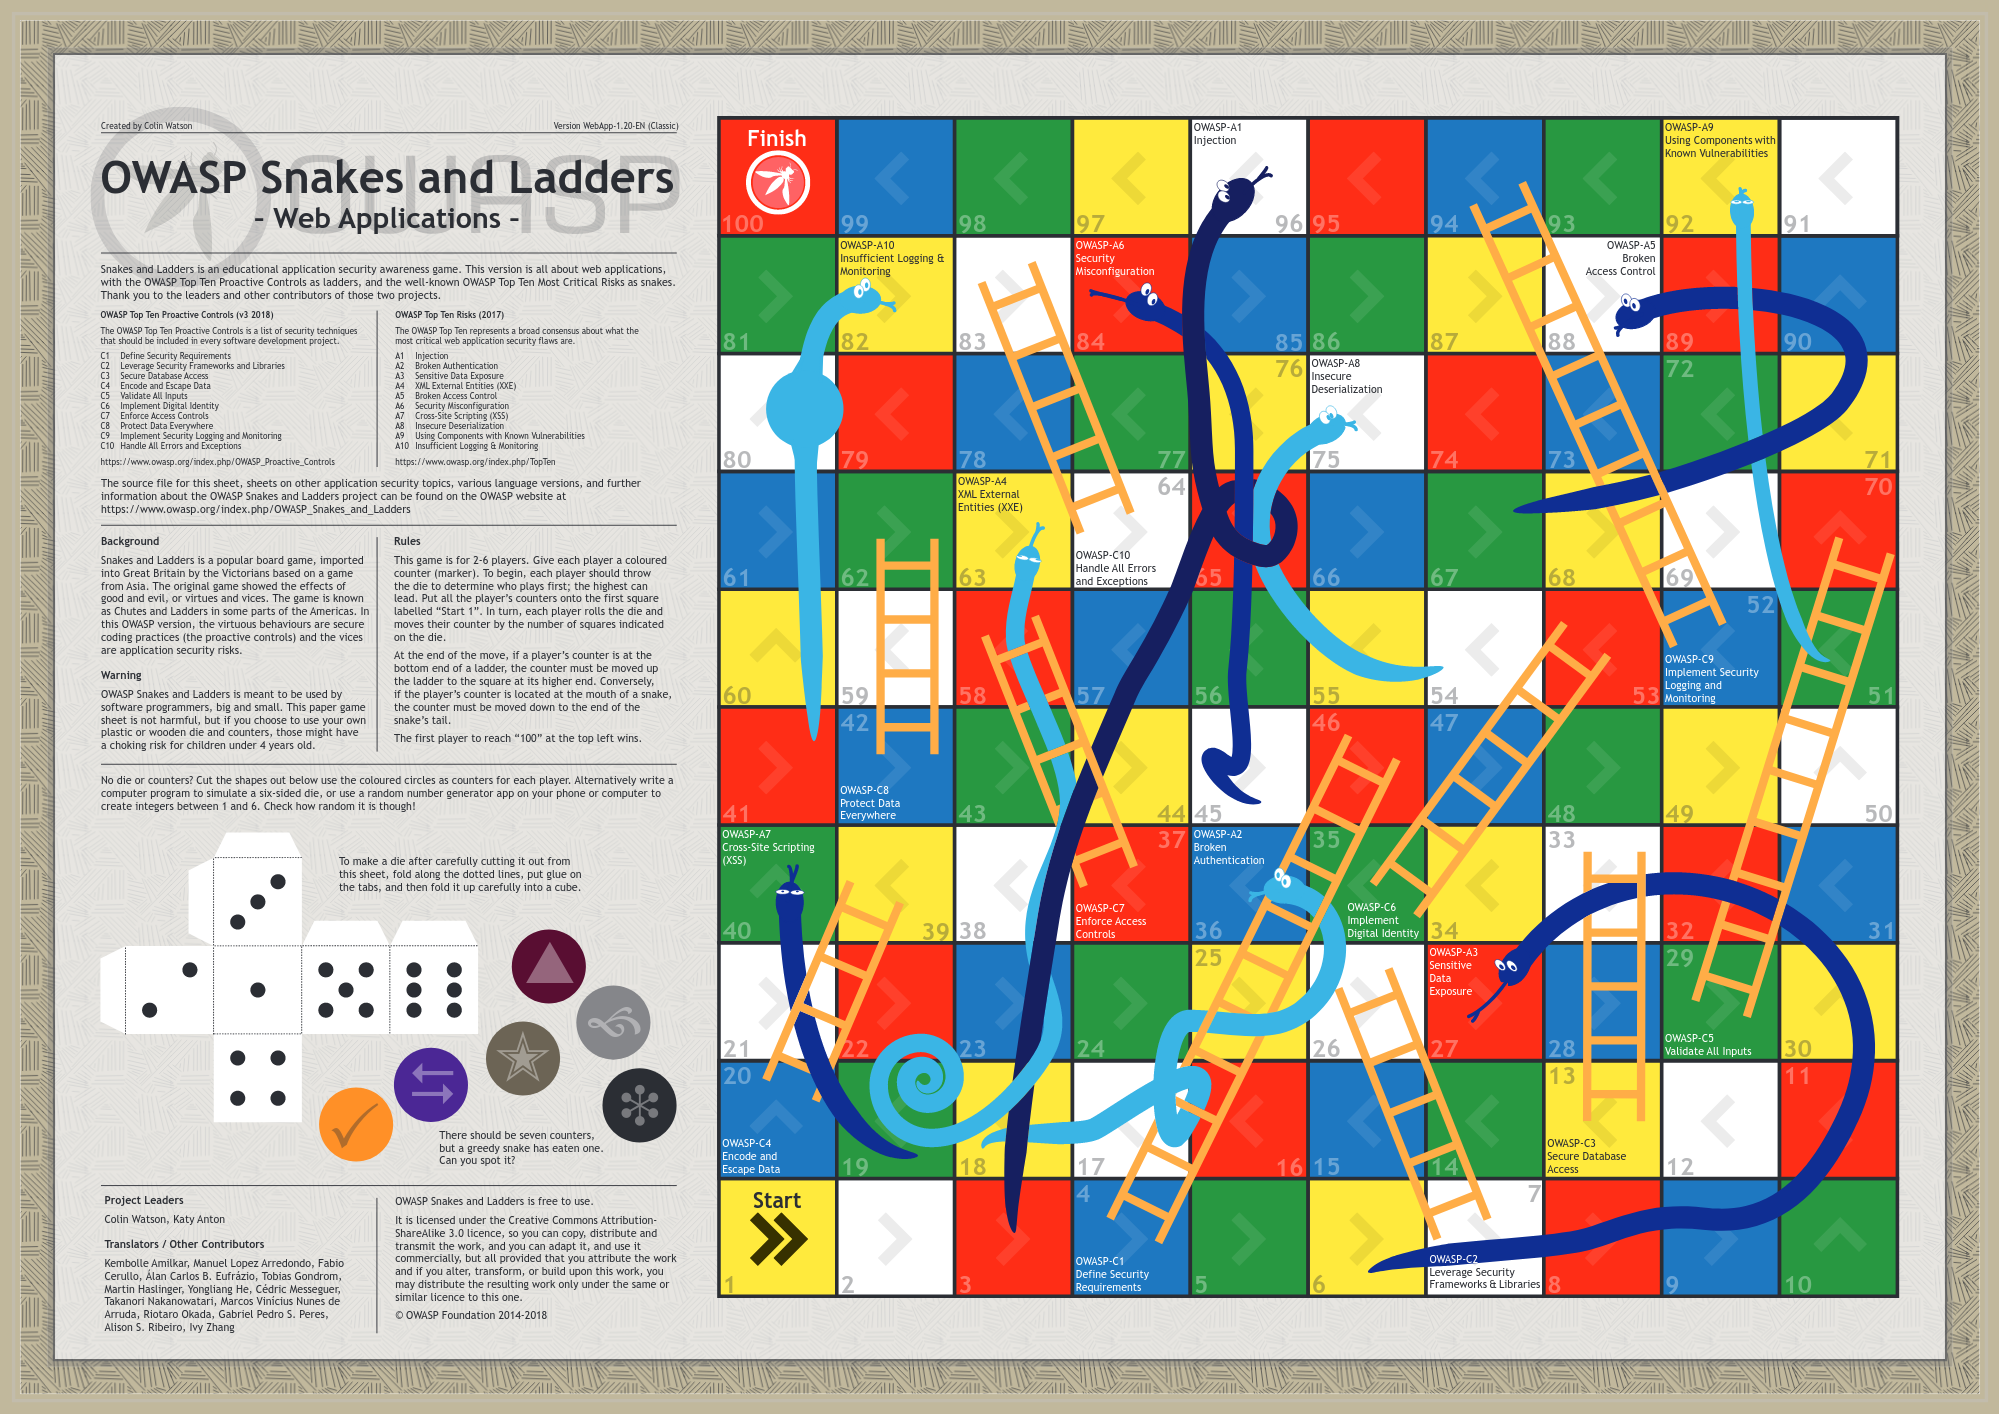 Created by Colin Watson
Version WebApp-1.20-EN (Classic)
OWASP
OWASP Snakes and Ladders
- Web Applications -
Snakes and Ladders is an educational application security awareness game. This version is all about web applications,
with the OWASP Top Ten Proactive Controls as ladders, and the well-known OWASP Top Ten Most Critical Risks as snakes.
Thank you to the leaders and other contributors of those two projects.
OWASP Top Ten Proactive Controls (v3 2018)
The OWASP Top Ten Proactive Controls is a list of security techniques
that should be included in every software development project.
C1 Define Security Requirements
C2 Leverage Security Frameworks and Libraries
C3 Secure Database Access
C4 Encode and Escape Data
C5 Validate All Inputs
C6 Implement Digital Identity
C7 Enforce Access Controls
C8 Protect Data Everywhere
C9 Implement Security Logging and Monitoring
C10 Handle All Errors and Exceptions
https://www.owasp.org/index.php/OWASP_Proactive_Controls
OWASP Top Ten Risks (2017)
The OWASP Top Ten represents a broad consensus about what the
most critical web application security flaws are.
A1 Injection
A2 Broken Authentication
A3 Sensitive Data Exposure
A4 XML External Entities (XXE)
A5 Broken Access Control
A6 Security Misconfiguration
A7 Cross-Site Scripting (XSS)
A8 Insecure Deserialization
A9 Using Components with Known Vulnerabilities
A10 Insufficient Logging & Monitoring
https://www.owasp.org/index.php/TopTen
The source file for this sheet, sheets on other application security topics, various language versions, and further
information about the OWASP Snakes and Ladders project can be found on the OWASP website at
https://www.owasp.org/index.php/OWASP_Snakes_and_Ladders
Background
Snakes and Ladders is a popular board game, imported
into Great Britain by the Victorians based on a game
from Asia. The original game showed the effects of
good and evil, or virtues and vices. The game is known
as Chutes and Ladders in some parts of the Americas. In
this OWASP version, the virtuous behaviours are secure
coding practices (the proactive controls) and the vices
are application security risks.
Warning
OWASP Snakes and Ladders is meant to be used by
software programmers, big and small. This paper game
sheet is not harmful, but if you choose to use your own
plastic or wooden die and counters, those might have
a choking risk for children under 4 years old.
Rules
This game is for 2-6 players. Give each player a coloured
counter (marker). To begin, each player should throw
the die to determine who plays first; the highest can
lead. Put all the player's counters onto the first square
labelled “Start 1”. In turn, each player rolls the die and
moves their counter by the number of squares indicated
on the die.
At the end of the move, if a player's counter is at the
bottom end of a ladder, the counter must be moved up
the ladder to the square at its higher end. Conversely,
if the player's counter is located at the mouth of a snake,
the counter must be moved down to the end of the
snake's tail.
The first player to reach “100” at the top left wins.
No die or counters? Cut the shapes out below use the coloured circles as counters for each player. Alternatively write a
computer program to simulate a six-sided die, or use a random number generator app on your phone or computer to
create integers between 1 and 6. Check how random it is though!
To make a die after carefully cutting it out from
this sheet, fold along the dotted lines, put glue on
the tabs, and then fold it up carefully into a cube.
There should be seven counters,
but a greedy snake has eaten one.
Can you spot it?
Project Leaders
Colin Watson, Katy Anton
Translators / Other Contributors
Kembolle Amilkar, Manuel Lopez Arredondo, Fabio
Cerullo, Álan Carlos B. Eufrázio, Tobias Gondrom,
Martin Haslinger, Yongliang He, Cédric Messeguer,
Takanori Nakanowatari, Marcos Vinícius Nunes de
Arruda, Riotaro Okada, Gabriel Pedro S. Peres,
Alison S. Ribeiro, Ivy Zhang
OWASP Snakes and Ladders is free to use.
It is licensed under the Creative Commons Attribution-
ShareAlike 3.0 licence, so you can copy, distribute and
transmit the work, and you can adapt it, and use it
commercially, but all provided that you attribute the work
and if you alter, transform, or build upon this work, you
may distribute the resulting work only under the same or
similar licence to this one.
© OWASP Foundation 2014-2018
Finish
100
99
98
97
OWASP-A1
Injection
96
95
94
93
OWASP-A9
Using Components with
Known Vulnerabilities
92
91
81
OWASP-A10
Insufficient Logging &
Monitoring
82
83
OWASP-A6
Security
Misconfiguration
84
85
86
87
OWASP-A5
Broken
Access Control
88
89
90
80
79
78
77
76
OWASP-A8
Insecure
Deserialization
75
74
73
72
71
61
62
OWASP-A4
XML External
Entities (XXE)
63
64
OWASP-C10
Handle All Errors
and Exceptions
65
66
67
68
69
70
60
59
58
57
56
55
54
53
52
OWASP-C9
Implement Security
Logging and
Monitoring
51
41
42
OWASP-C8
Protect Data
Everywhere
43
44
45
46
47
48
49
50
OWASP-A7
Cross-Site Scripting
(XSS)
40
39
38
37
OWASP-C7
Enforce Access
Controls
OWASP-A2
Broken
Authentication
36
35
OWASP-C6
Implement
Digital Identity
34
33
32
31
21
22
23
24
25
26
OWASP-A3
Sensitive
Data
Exposure
27
28
29
OWASP-C5
Validate All Inputs
30
20
OWASP-C4
Encode and
Escape Data
19
18
17
16
15
14
13
OWASP-C3
Secure Database
Access
12
11
Start
1
2
3
4
OWASP-C1
Define Security
Requirements
5
6
7
OWASP-C2
Leverage Security
Frameworks & Libraries
8
9
10